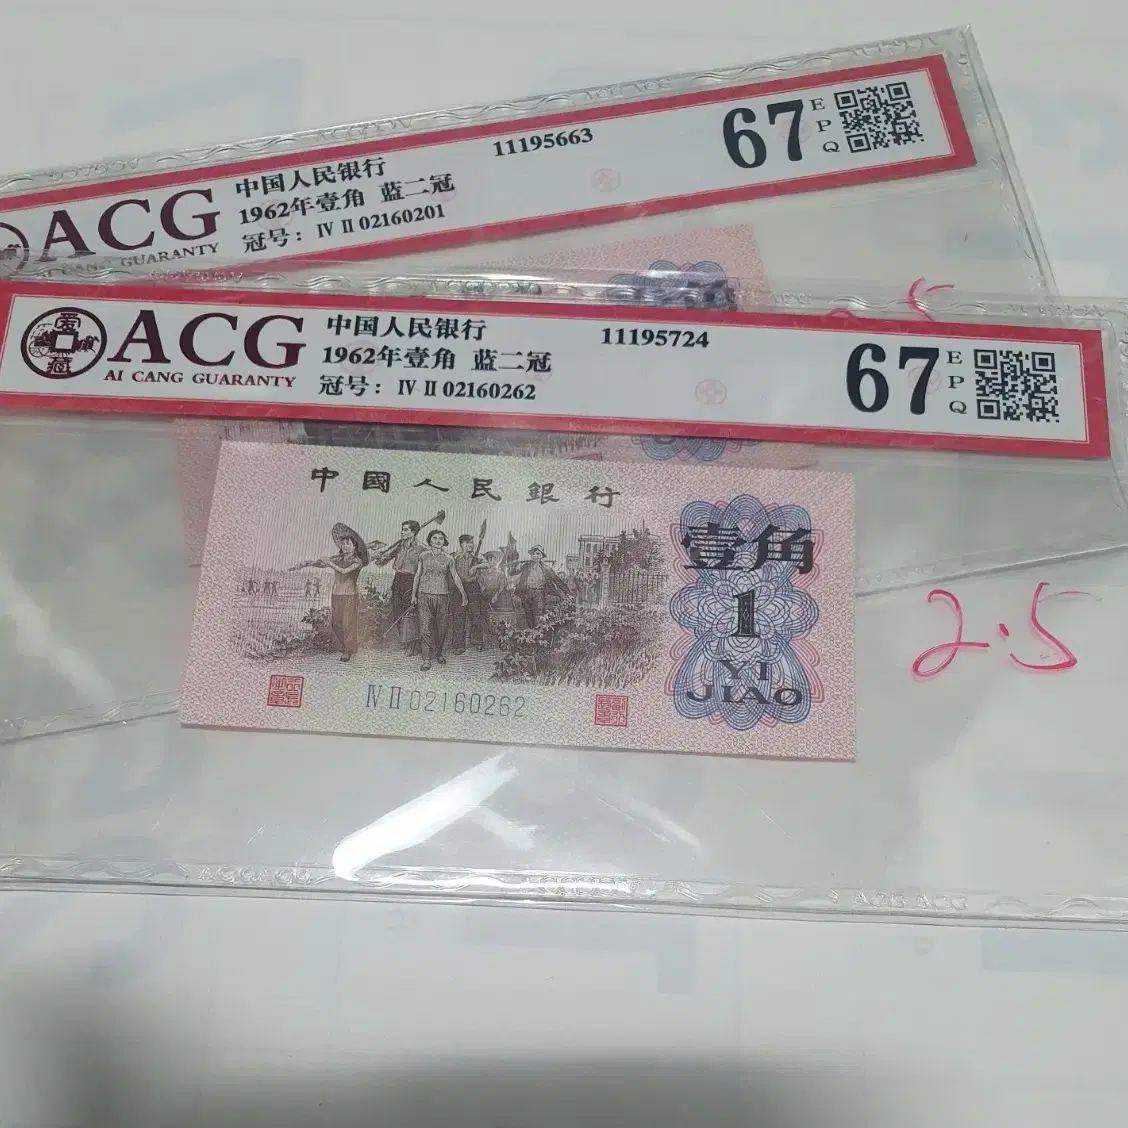 ACG
GUARANTY
中国人民银行
1962年壹角 蓝二冠
冠号：Ⅳ Ⅱ 02160201
11195663
67
E
P
Q
ACG
AI CANG GUARANTY
中国人民银行
1962年壹角 蓝二冠
冠号：Ⅳ Ⅱ 02160262
11195724
67
E
P
Q
中國人民銀行
壹角
1
YI
JIAO
Ⅳ Ⅱ 02160262
2.5